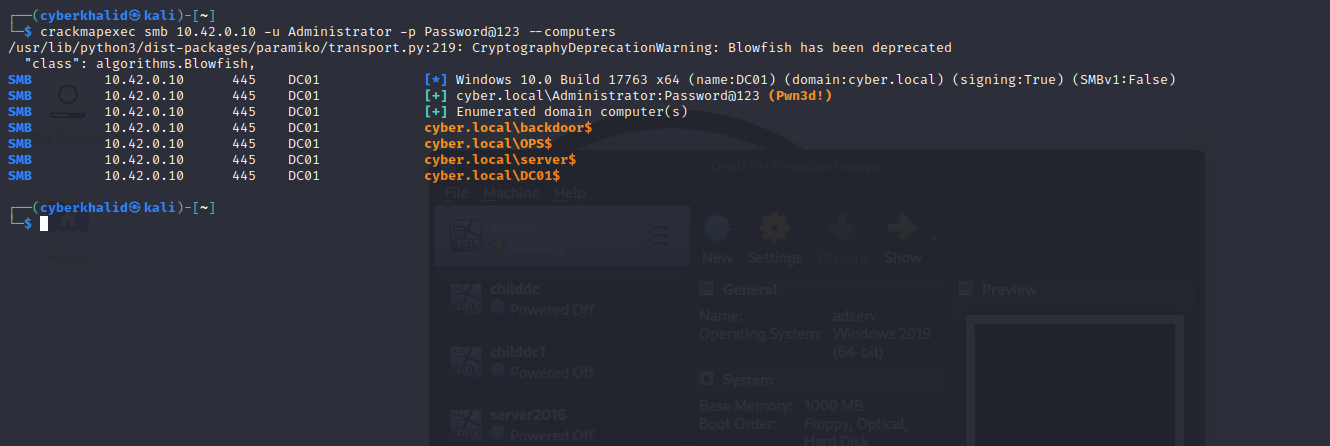 ┌──(cyberkhalid㉿kali)-[~]
└─$ crackmapexec smb 10.42.0.10 -u Administrator -p Password@123 --computers
/usr/lib/python3/dist-packages/paramiko/transport.py:219: CryptographyDeprecationWarning: Blowfish has been deprecated
"class": algorithms.Blowfish,
SMB 10.42.0.10 445 DC01 [*] Windows 10.0 Build 17763 x64 (name:DC01) (domain:cyber.local) (signing:True) (SMBv1:False)
SMB 10.42.0.10 445 DC01 [+] cyber.local\Administrator:Password@123 (Pwn3d!)
SMB 10.42.0.10 445 DC01 [+] Enumerated domain computer(s)
SMB 10.42.0.10 445 DC01 cyber.local\backdoor$
SMB 10.42.0.10 445 DC01 cyber.local\OPS$
SMB 10.42.0.10 445 DC01 cyber.local\server$
SMB 10.42.0.10 445 DC01 cyber.local\DC01$
┌──(cyberkhalid㉿kali)-[~]
└─$
Oracle VM VirtualBox Manager
File Machine Help
adserv
Running
childdc
Powered Off
childdc1
Powered Off
server2016
Powered Off
New Settings Discard Show
General
Name: adserv
Operating System: Windows 2019
(64-bit)
System
Base Memory: 1000 MB
Boot Order: Floppy, Optical,
Hard Disk
Preview
Home